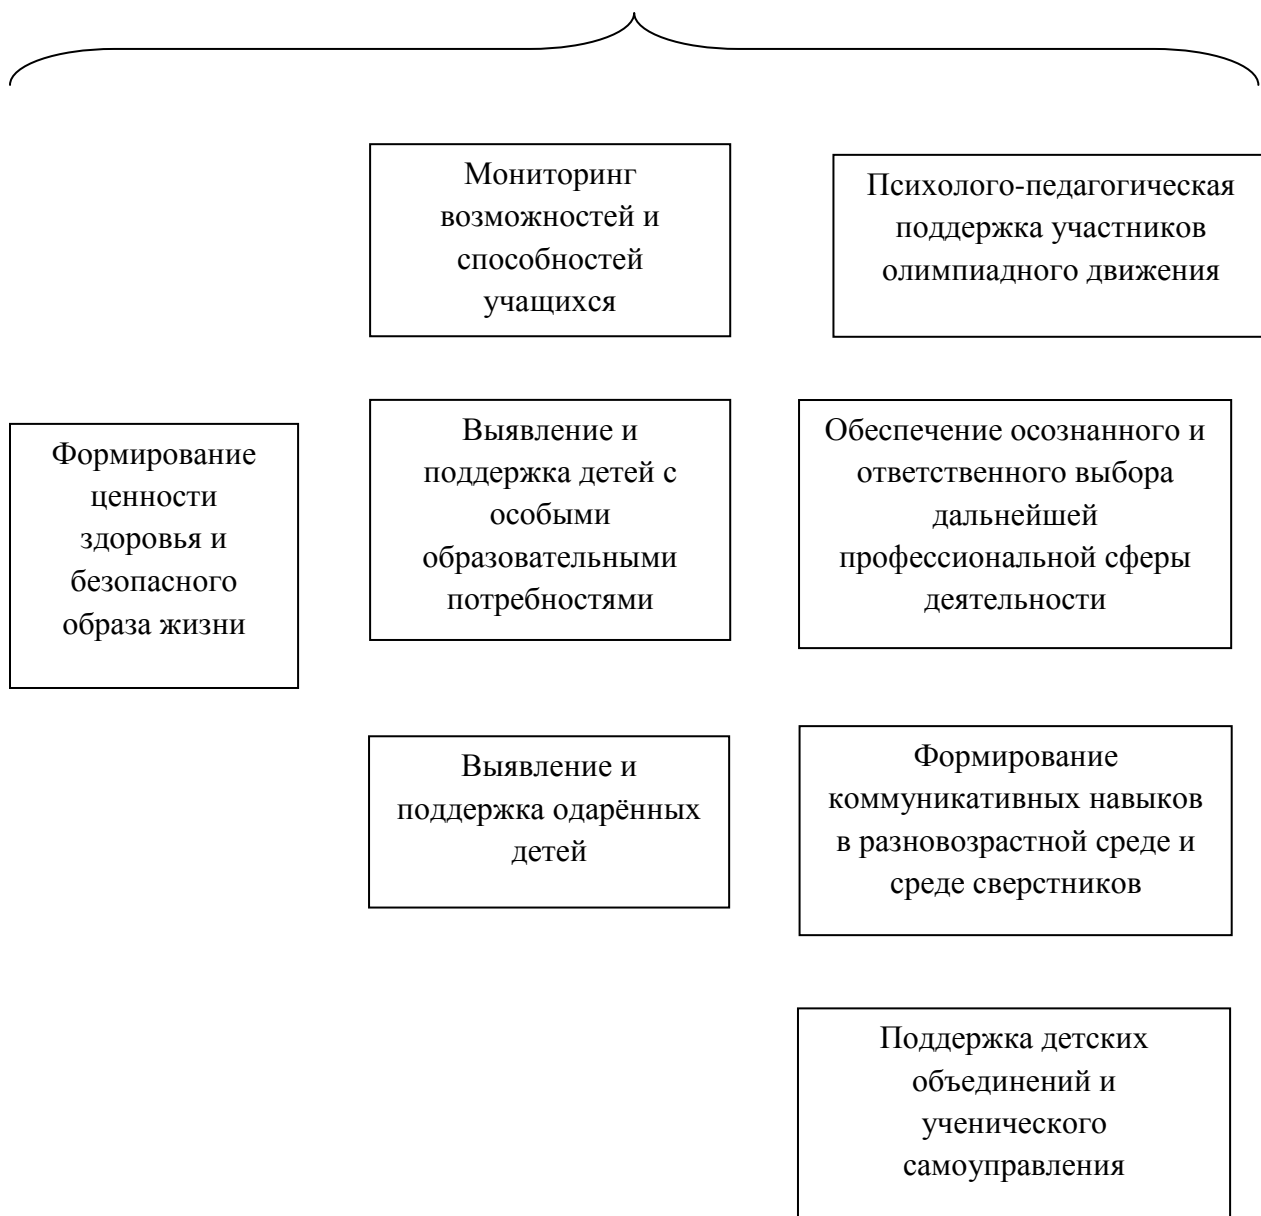 Мониторинг
возможностей и
способностей
учащихся
Психолого-педагогическая
поддержка участников
олимпиадного движения
Формирование
ценности
здоровья и
безопасного
образа жизни
Выявление и
поддержка детей с
особыми
образовательными
потребностями
Обеспечение осознанного и
ответственного выбора
дальнейшей
профессиональной сферы
деятельности
Выявление и
поддержка одарённых
детей
Формирование
коммуникативных навыков
в разновозрастной среде и
среде сверстников
Поддержка детских
объединений и
ученического
самоуправления